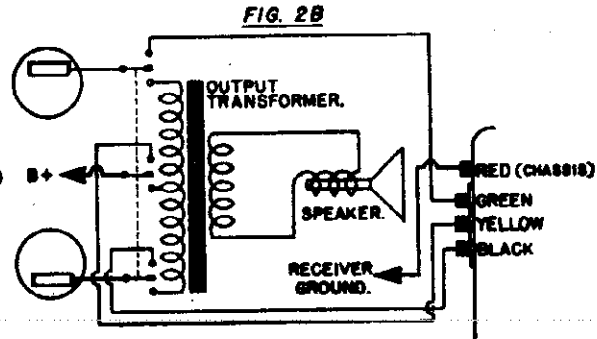 FIG. 2B
OUTPUT
TRANSFORMER.
B+
RED (CHASSIS)
GREEN
SPEAKER.
YELLOW
BLACK
RECEIVER
GROUND.